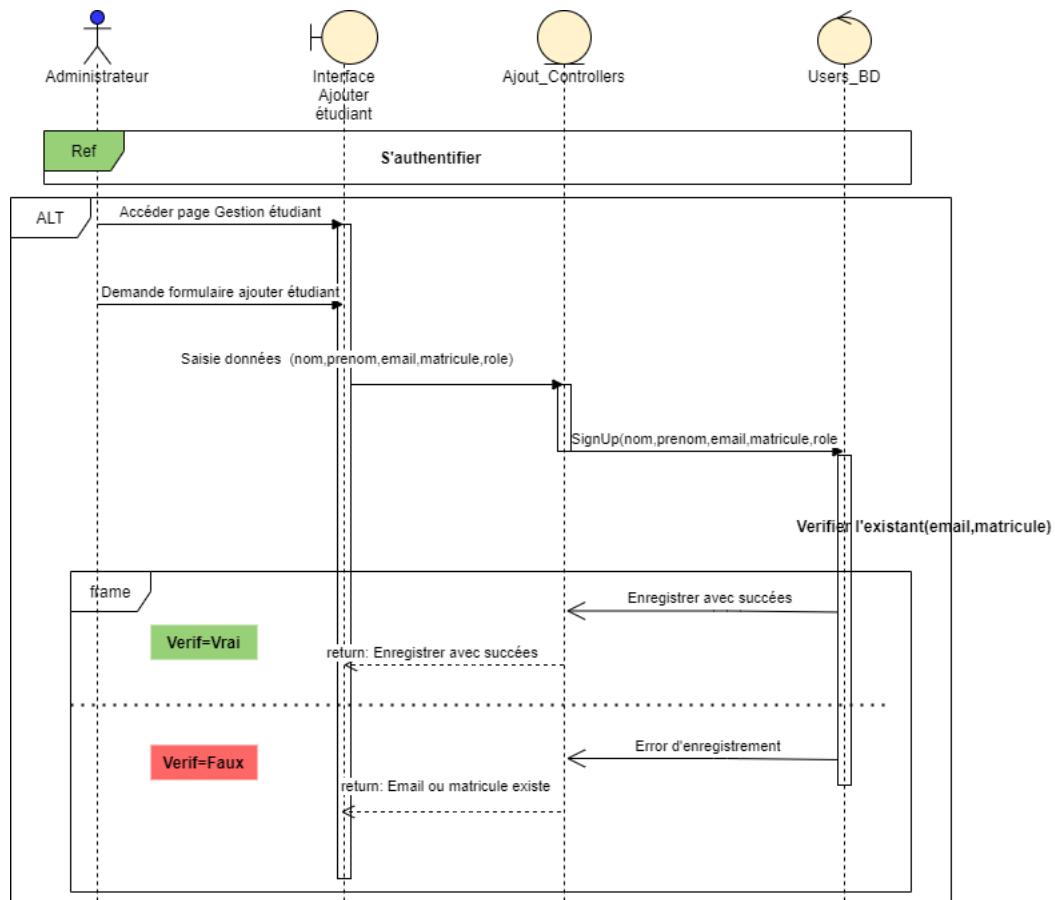 Administrateur
Interface
Ajouter
étudiant
Ajout_Controllers
Users_BD
Ref
S'authentifier
ALT
Accéder page Gestion étudiant
Demande formulaire ajouter étudiant
Saisie données (nom,prenom,email,matricule,role)
SignUp(nom,prenom,email,matricule,role
Verifier l'existant(email,matricule)
frame
Enregistrer avec succées
Verif=Vrai
return: Enregistrer avec succées
Error d'enregistrement
Verif=Faux
return: Email ou matricule existe